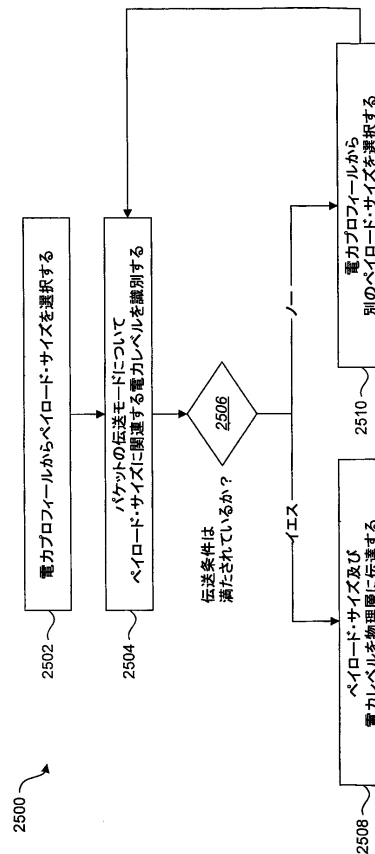 2500
2502
電力プロフィールからペイロード・サイズを選択する
2504
パケットの伝送モードについて
ペイロード・サイズに関連する電力レベルを識別する
伝送条件は
満たされているか?
2506
イエス
ノー
2508
ペイロード・サイズ及び
電力レベルを物理層に伝達する
2510
電力プロフィールから
別のペイロード・サイズを選択する